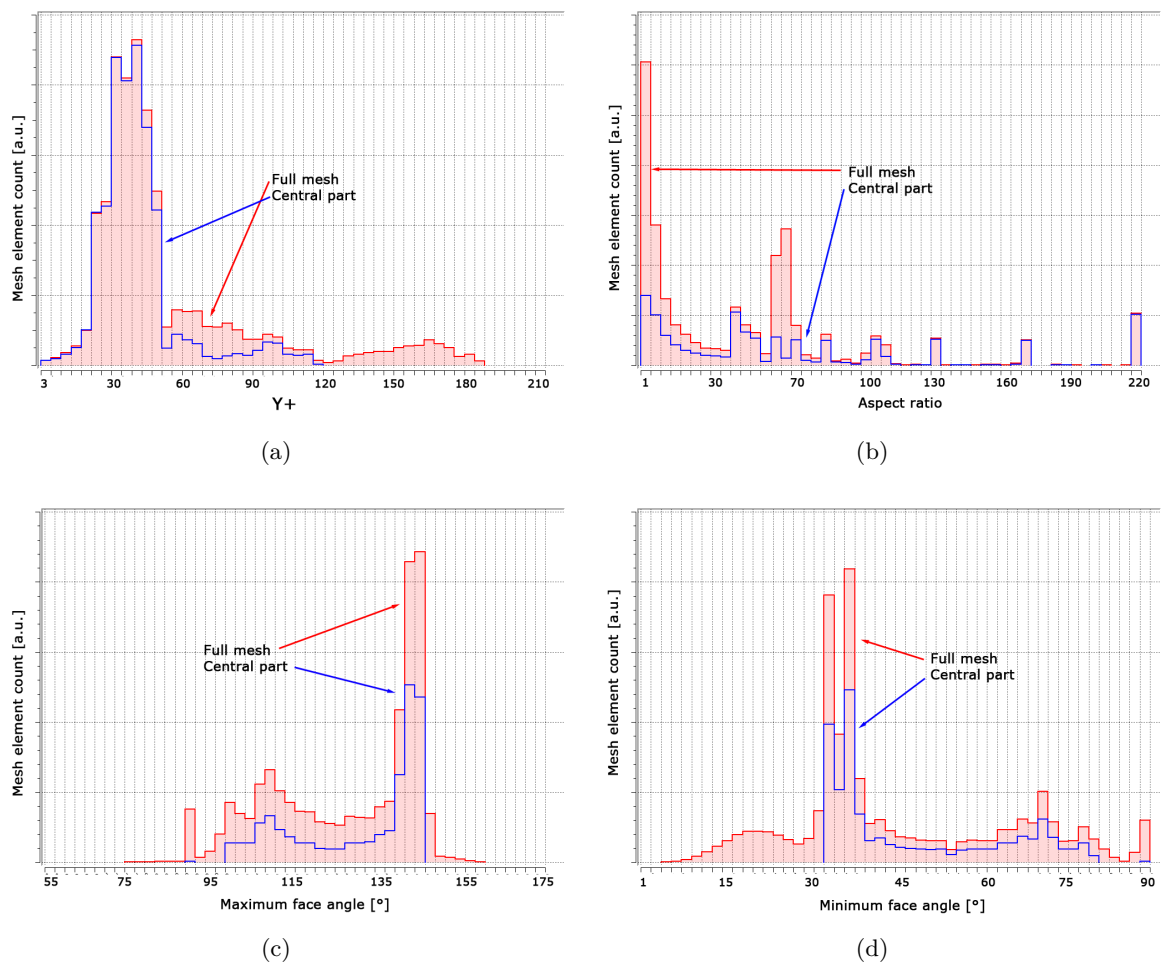 Mesh element count [a.u.]
Full mesh
Central part
3 30 60 90 120 150 180 210
Y+
(a)
Mesh element count [a.u.]
Full mesh
Central part
1 30 70 100 130 160 190 220
Aspect ratio
(b)
Mesh element count [a.u.]
Full mesh
Central part
55 75 95 115 135 155 175
Maximum face angle [°]
(c)
Mesh element count [a.u.]
Full mesh
Central part
1 15 30 45 60 75 90
Minimum face angle [°]
(d)